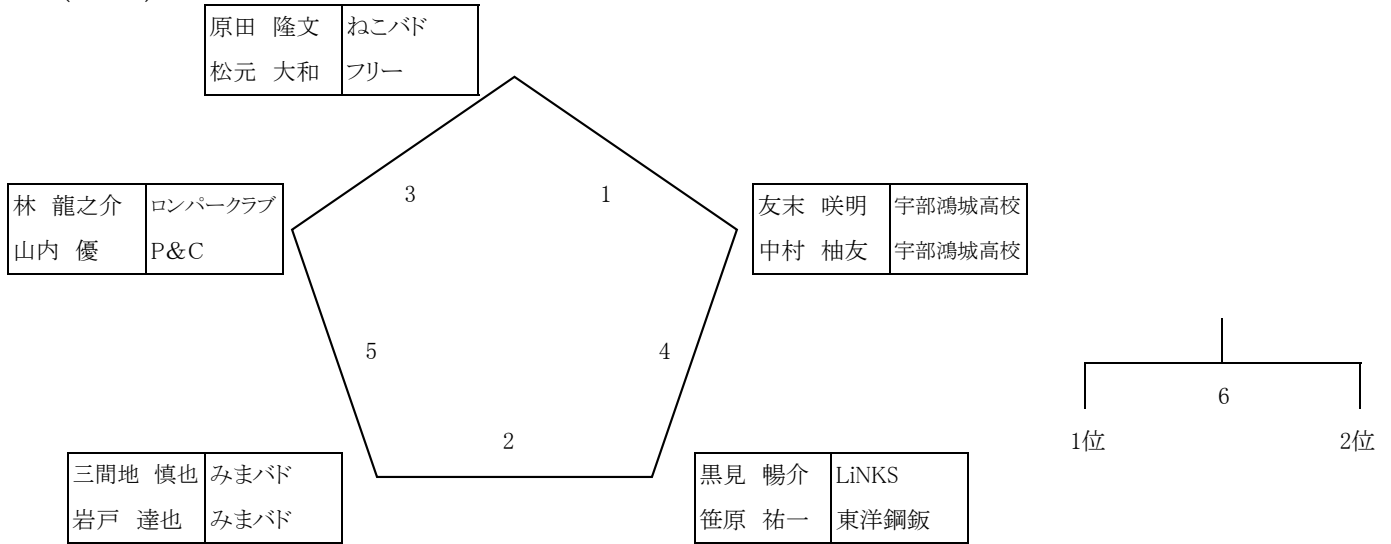 原田 隆文 ねこバド
松元 大和 フリー
3
1
林 龍之介 ロンパークラブ
山内 優 P&C
友末 咲明 宇部鴻城高校
中村 柚友 宇部鴻城高校
5
4
6
1位
2位
2
三間地 慎也 みまバド
岩戸 達也 みまバド
黒見 暢介 LiNKS
笹原 祐一 東洋鋼鈑